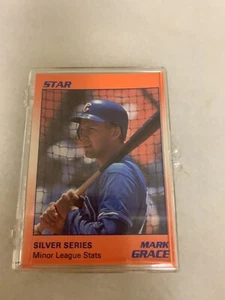 STAR
SILVER SERIES
Minor League Stats
MARK
GRACE